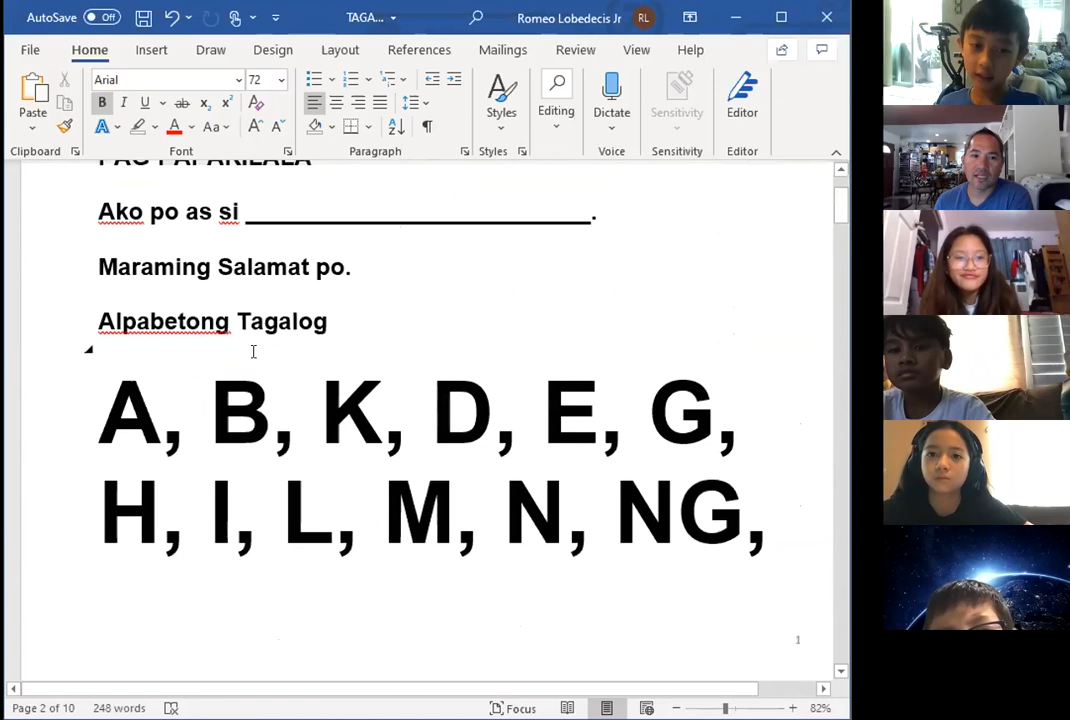 AutoSave Off TAGA... Romeo Lobedecis Jr RL
File Home Insert Draw Design Layout References Mailings Review View Help
Arial 72
Paste Styles Editing Dictate Sensitivity Editor
Clipboard Font Paragraph Styles Voice Sensitivity Editor
Ako po as si ____________________________.
Maraming Salamat po.
Alpabetong Tagalog
A, B, K, D, E, G,
H, I, L, M, N, NG,
1
Page 2 of 10 248 words Focus 82%